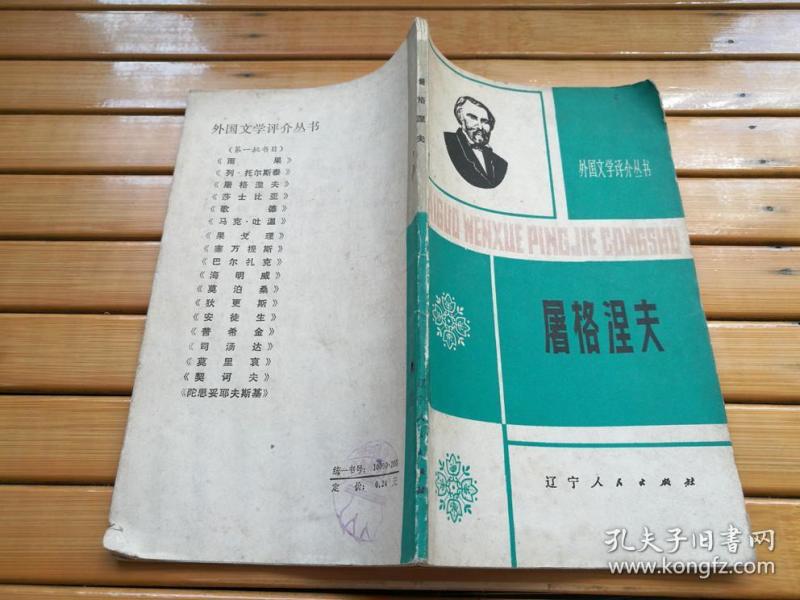 外国文学评介丛书
(第一批书目)
《雨果》
《列·托尔斯泰》
《屠格涅夫》
《莎士比亚》
《歌德》
《马克·吐温》
《果戈理》
《塞万提斯》
《巴尔扎克》
《海明威》
《莫泊桑》
《狄更斯》
《安徒生》
《普希金》
《司汤达》
《莫里哀》
《契诃夫》
《陀思妥耶夫斯基》
统一书号:
定价: 0.24 元
屠格涅夫
外国文学评介丛书
IGUO WENXUE PINGJIE CONGSHU
屠格涅夫
辽宁人民出版社
孔夫子旧书网
www.kongfz.com